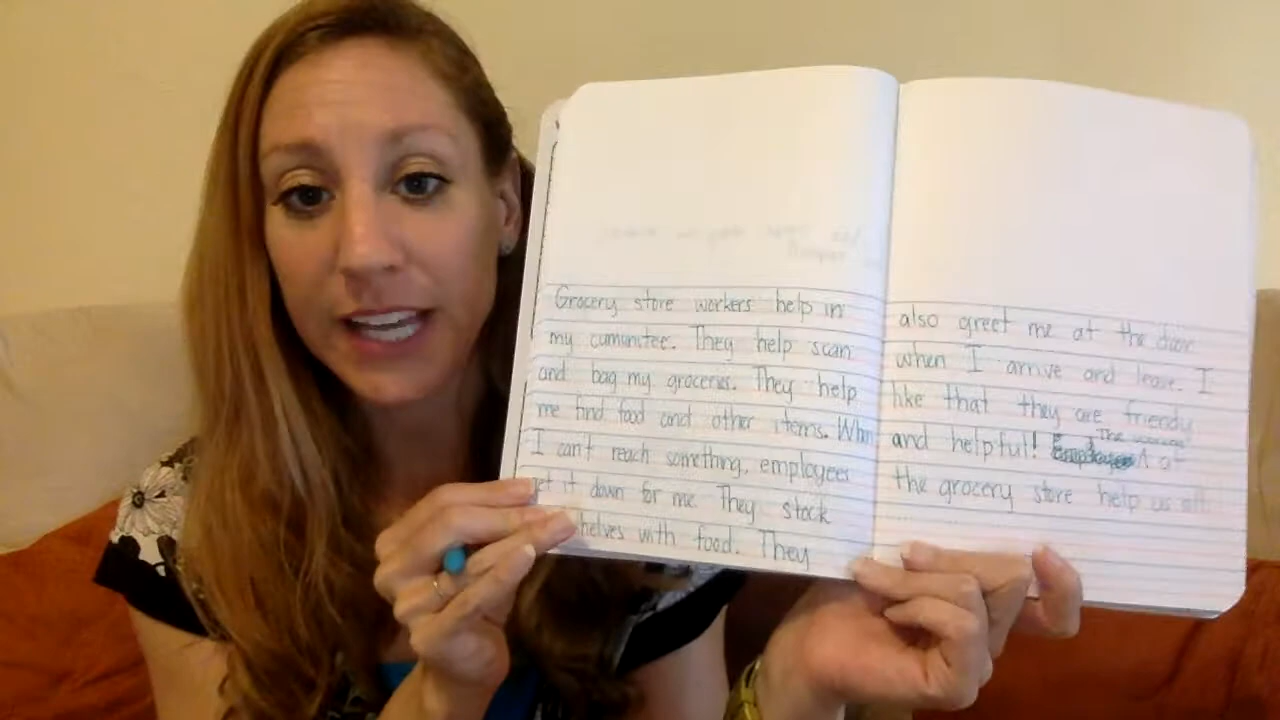 Grocery store workers help in
my cumunitee. They help scan
and bag my groceries. They help
me find food and other items. When
I can't reach something, employees
get it down for me. They stock
shelves with food. They
also greet me at the door
when I arrive and leave. I
like that they are friendy
and helpful! The workers at
the grocery store help us all